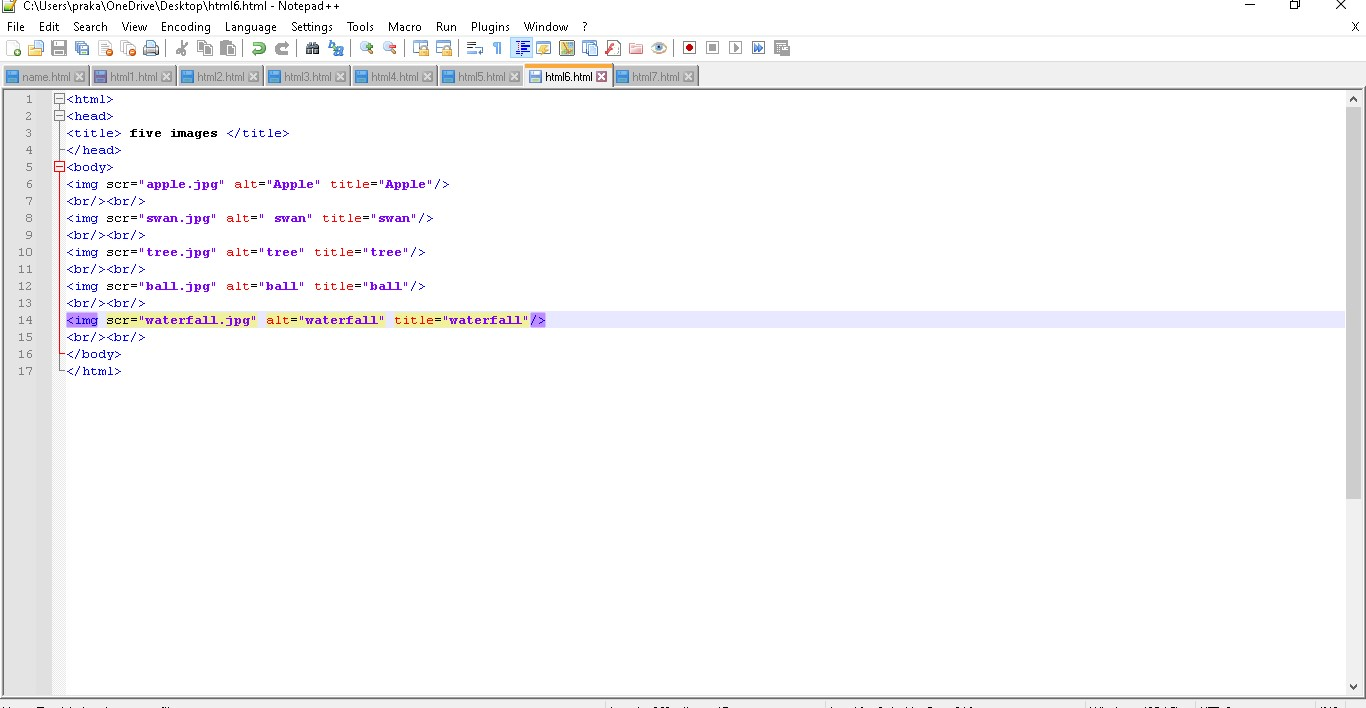 C:\Users\praka\OneDrive\Desktop\html6.html - Notepad++
File Edit Search View Encoding Language Settings Tools Macro Run Plugins Window ? X
name.html html1.html html2.html html3.html html4.html html5.html html6.html html7.html
1 <html>
2 <head>
3 <title> five images </title>
4 </head>
5 <body>
6 <img scr="apple.jpg" alt="Apple" title="Apple"/>
7 <br/><br/>
8 <img scr="swan.jpg" alt=" swan" title="swan"/>
9 <br/><br/>
10 <img scr="tree.jpg" alt="tree" title="tree"/>
11 <br/><br/>
12 <img scr="ball.jpg" alt="ball" title="ball"/>
13 <br/><br/>
14 <img scr="waterfall.jpg" alt="waterfall" title="waterfall"/>
15 <br/><br/>
16 </body>
17 </html>